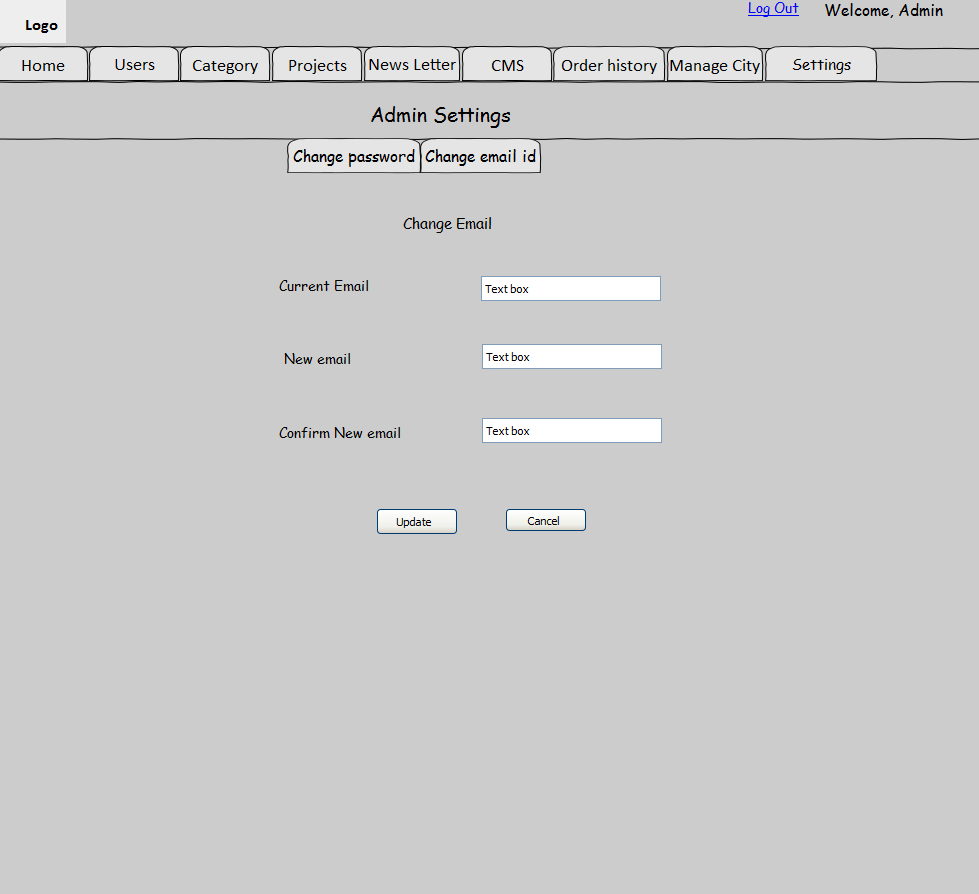 Logo
Log Out Welcome, Admin
Home Users Category Projects News Letter CMS Order history Manage City Settings
Admin Settings
Change password Change email id
Change Email
Current Email Text box
New email Text box
Confirm New email Text box
Update Cancel